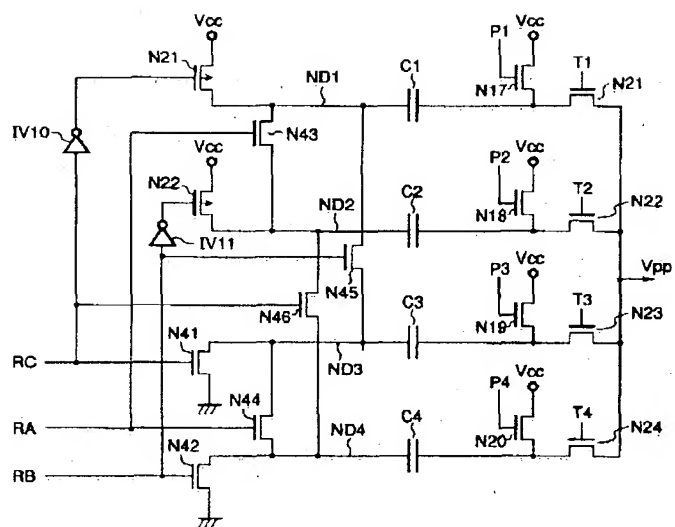 Vcc
P1
Vcc
N21
ND1
C1
T1
N17
N21
IV10
N43
Vcc
P2
Vcc
N22
ND2
C2
T2
N18
N22
IV11
P3
Vcc
Vpp
N45
C3
T3
N46
N19
N23
N41
RC
ND3
P4
Vcc
N44
RA
N42
ND4
C4
T4
N20
N24
RB